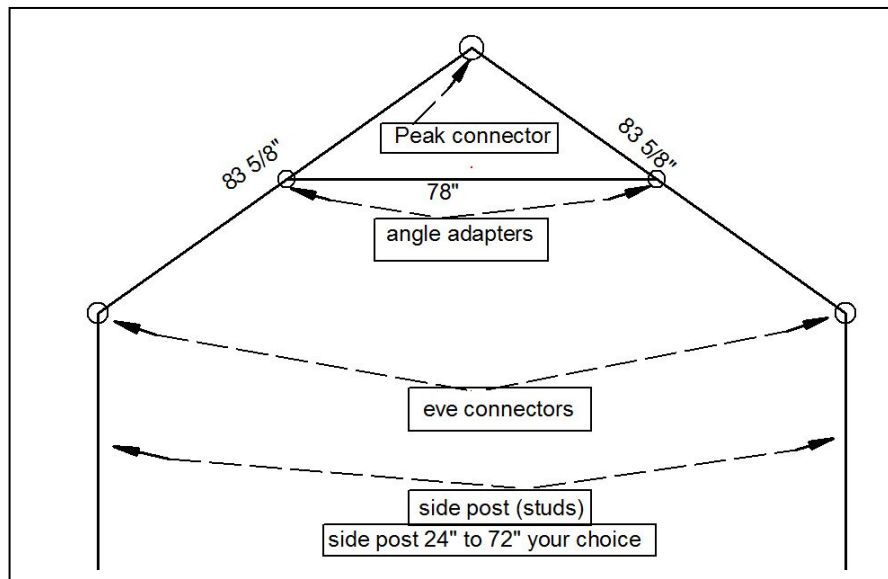 Peak connector
83 5/8"
83 5/8"
78"
angle adapters
eve connectors
side post (studs)
side post 24" to 72" your choice